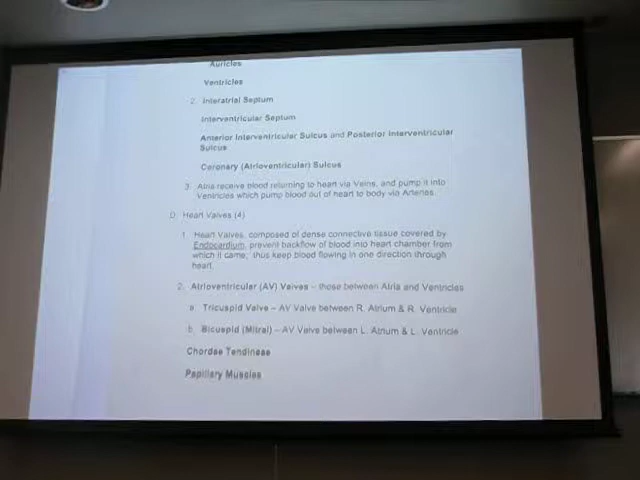 Auricles
Ventricles
2. Interatrial Septum
Interventricular Septum
Anterior Interventricular Sulcus and Posterior Interventricular
Sulcus
Coronary (Atrioventricular) Sulcus
3. Atria receive blood returning to heart via Veins, and pump it into
Ventricles which pump blood out of heart to body via Arteries.
D. Heart Valves (4)
1. Heart Valves, composed of dense connective tissue covered by
Endocardium, prevent backflow of blood into heart chamber from
which it came; thus keep blood flowing in one direction through
heart.
2. Atrioventricular (AV) Valves – those between Atria and Ventricles
a. Tricuspid Valve – AV Valve between R. Atrium & R. Ventricle
b. Bicuspid (Mitral) – AV Valve between L. Atrium & L. Ventricle
Chordae Tendineae
Papillary Muscles